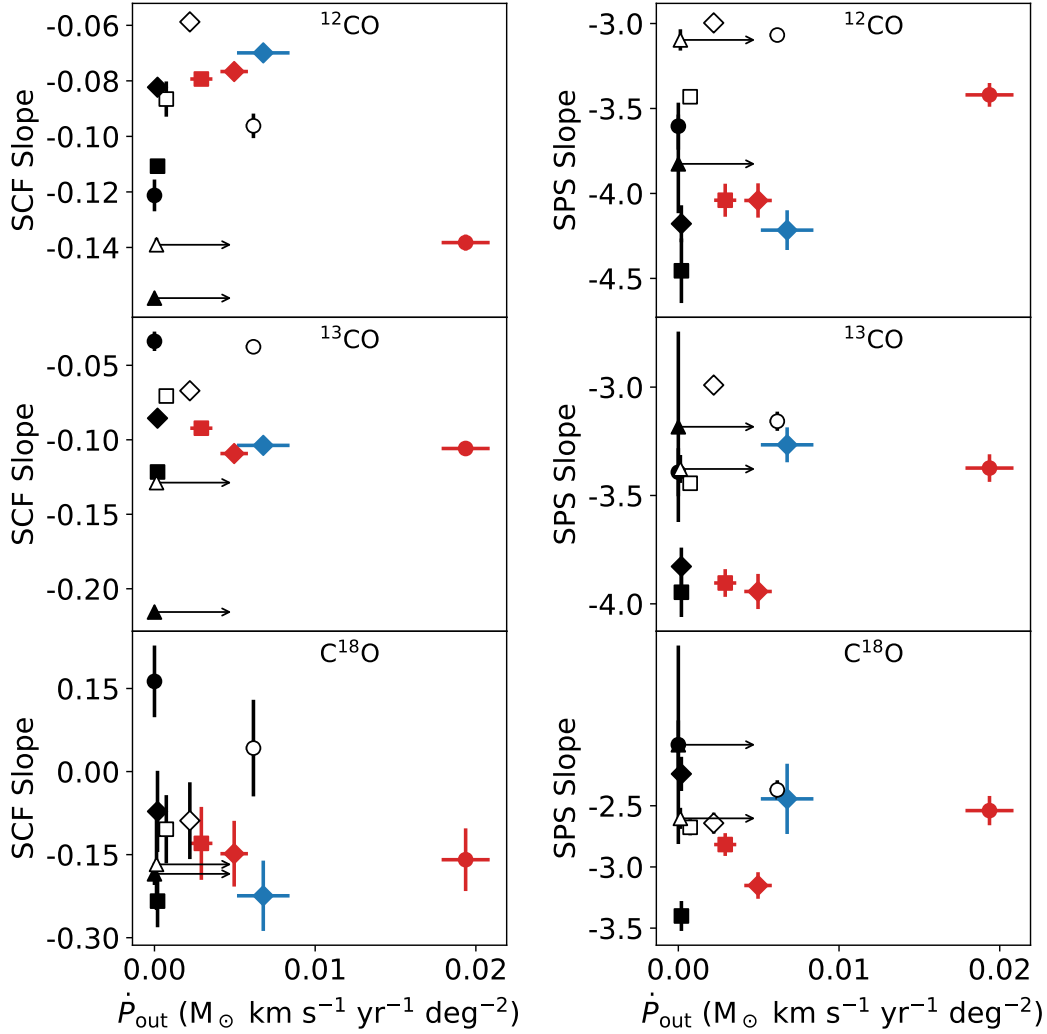 ¹²CO
-0.06
-0.08
-0.10
-0.12
-0.14
SCF Slope
¹²CO
-3.0
-3.5
-4.0
-4.5
SPS Slope
¹³CO
-0.05
-0.10
-0.15
-0.20
SCF Slope
¹³CO
-3.0
-3.5
-4.0
SPS Slope
C¹⁸O
0.15
0.00
-0.15
-0.30
SCF Slope
C¹⁸O
-2.5
-3.0
-3.5
SPS Slope
0.00 0.01 0.02
Ṗout (M⊙ km s⁻¹ yr⁻¹ deg⁻²)
0.00 0.01 0.02
Ṗout (M⊙ km s⁻¹ yr⁻¹ deg⁻²)